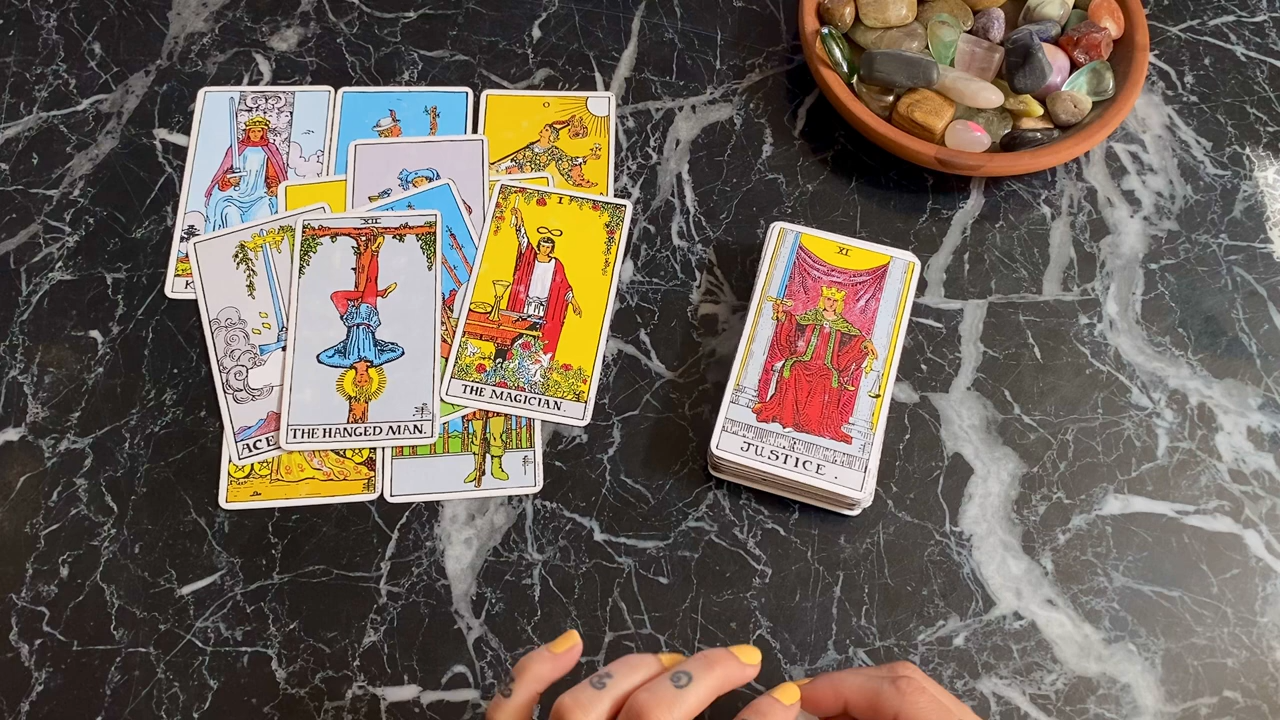 K
ACE
XII
THE HANGED MAN.
I
THE MAGICIAN.
XI
JUSTICE